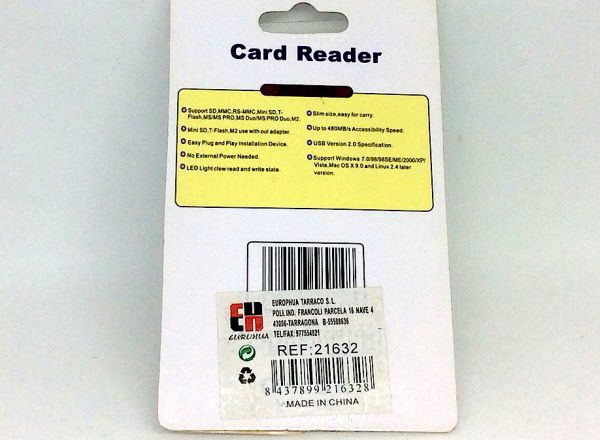 Card Reader
Support SD,MMC,RS-MMC,Mini SD,T-
Flash,MS/MS PRO,MS Duo/MS PRO Duo,M2.
Mini SD,T-Flash,M2 use with out adapter.
Easy Plug and Play Installation Device.
No External Power Needed.
LED Light clew read and write state.
Slim size,easy for carry.
Up to 480MB/s Accessibility Speed.
USB Version 2.0 Specification.
Support Windows 7.0/98/98SE/ME/2000/XP/
Vista,Mac OS X 9.0 and Linux 2.4 later
version.
EUROHUA
EUROPHUA TARRACO S.L.
POLI IND. FRANCOLI PARCELA 16 NAVE 4
43006-TARRAGONA B-55588636
TEL/FAX:977554821
REF:21632
8 437899 216328
MADE IN CHINA